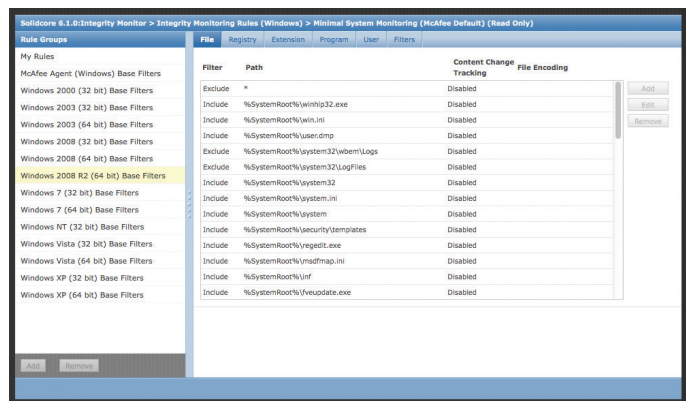 Solidcore 6.1.0:Integrity Monitor > Integrity Monitoring Rules (Windows) > Minimal System Monitoring (McAfee Default) (Read Only)
Rule Groups
My Rules
McAfee Agent (Windows) Base Filters
Windows 2000 (32 bit) Base Filters
Windows 2003 (32 bit) Base Filters
Windows 2003 (64 bit) Base Filters
Windows 2008 (32 bit) Base Filters
Windows 2008 (64 bit) Base Filters
Windows 2008 R2 (64 bit) Base Filters
Windows 7 (32 bit) Base Filters
Windows 7 (64 bit) Base Filters
Windows NT (32 bit) Base Filters
Windows Vista (32 bit) Base Filters
Windows Vista (64 bit) Base Filters
Windows XP (32 bit) Base Filters
Windows XP (64 bit) Base Filters
Add Remove
File Registry Extension Program User Filters
Filter Path Content Change Tracking File Encoding
Exclude * Disabled
Include %SystemRoot%\winhlp32.exe Disabled
Include %SystemRoot%\win.ini Disabled
Include %SystemRoot%\user.dmp Disabled
Exclude %SystemRoot%\system32\wbem\Logs Disabled
Exclude %SystemRoot%\system32\LogFiles Disabled
Include %SystemRoot%\system32 Disabled
Include %SystemRoot%\system.ini Disabled
Include %SystemRoot%\system Disabled
Include %SystemRoot%\security\templates Disabled
Include %SystemRoot%\regedit.exe Disabled
Include %SystemRoot%\msdfmap.ini Disabled
Include %SystemRoot%\inf Disabled
Include %SystemRoot%\fveupdate.exe Disabled
Add
Edit
Remove